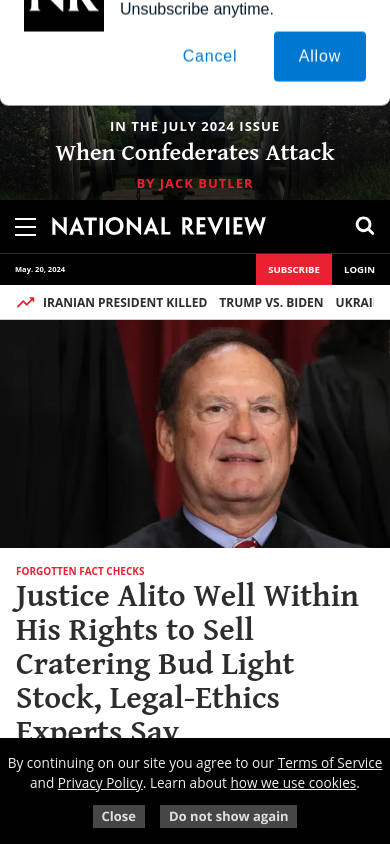 NR
Unsubscribe anytime.
Cancel
Allow
IN THE JULY 2024 ISSUE
When Confederates Attack
BY JACK BUTLER
NATIONAL REVIEW
May. 20, 2024
SUBSCRIBE
LOGIN
IRANIAN PRESIDENT KILLED TRUMP VS. BIDEN UKRAI
FORGOTTEN FACT CHECKS
Justice Alito Well Within
His Rights to Sell
Cratering Bud Light
Stock, Legal-Ethics
Experts Say
By continuing on our site you agree to our Terms of Service
and Privacy Policy. Learn about how we use cookies.
Close
Do not show again